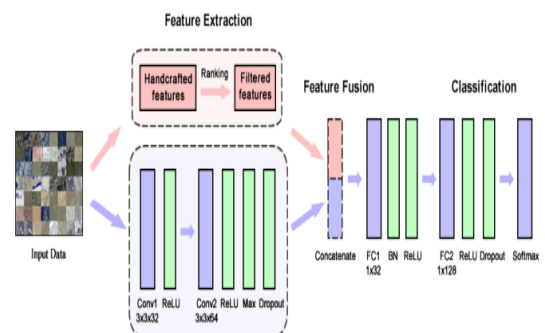 Feature Extraction
Handcrafted features
Ranking
Filtered features
Feature Fusion
Classification
Input Data
Conv1 ReLU
3x3x32
Conv2 ReLU Max Dropout
3x3x64
Concatenate
FC1 BN ReLU
1x32
FC2 ReLU Dropout
1x128
Softmax